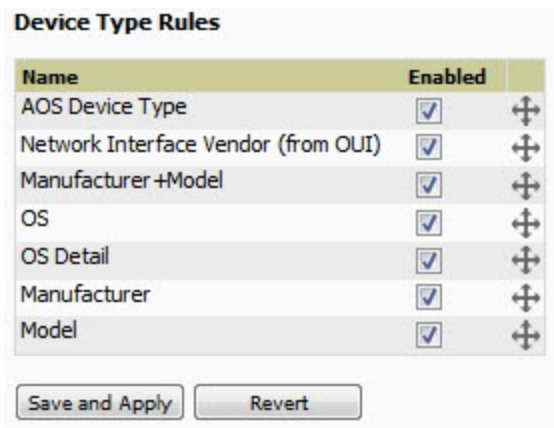 Device Type Rules
Name Enabled
AOS Device Type
Network Interface Vendor (from OUI)
Manufacturer+Model
OS
OS Detail
Manufacturer
Model
Save and Apply Revert